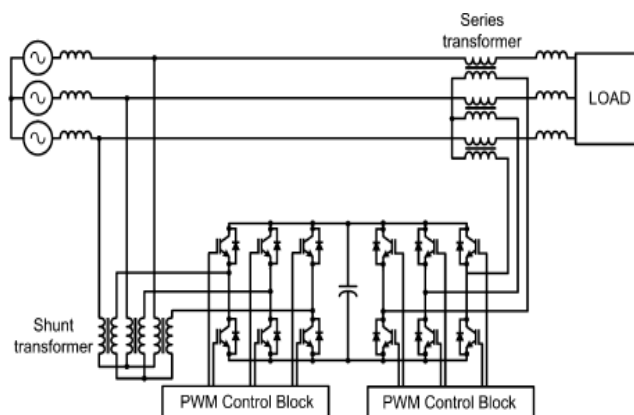 Series
transformer
LOAD
Shunt
transformer
PWM Control Block
PWM Control Block